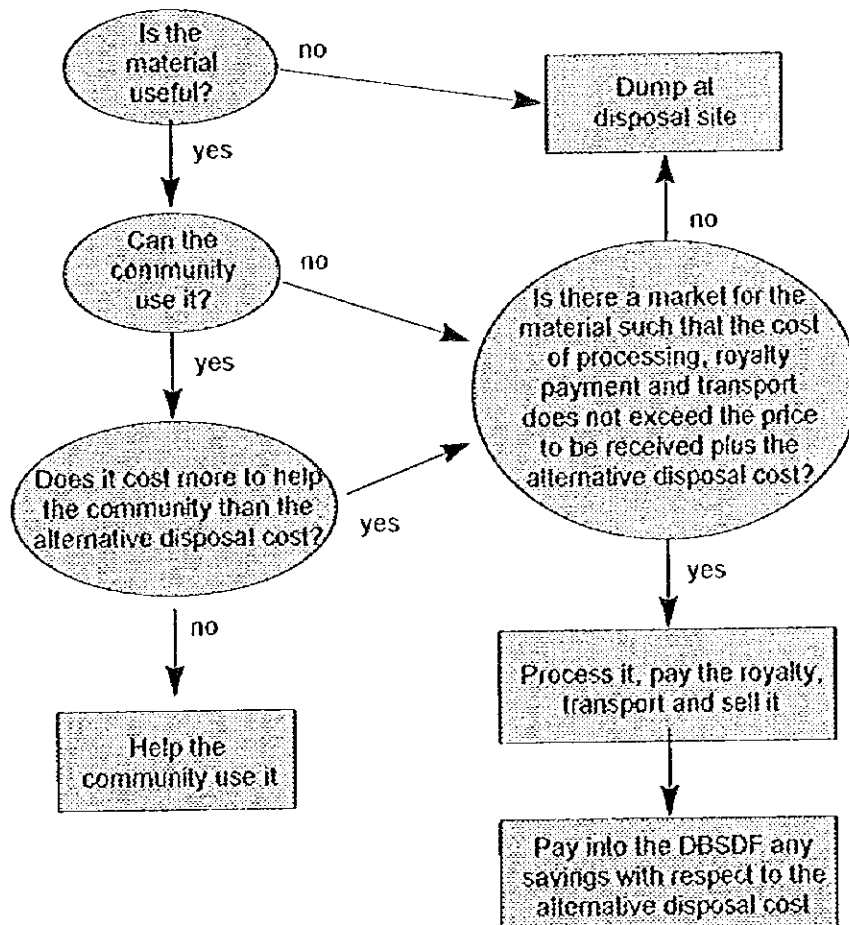 Is the
material
useful?
no
Dump at
disposal site
yes
no
Can the
community
use it?
no
Is there a market for the
material such that the cost
of processing, royalty
payment and transport
does not exceed the price
to be received plus the
alternative disposal cost?
yes
Does it cost more to help
the community than the
alternative disposal cost?
yes
yes
no
Process it, pay the royalty,
transport and sell it
Help the
community use it
Pay into the DBSDF any
savings with respect to the
alternative disposal cost